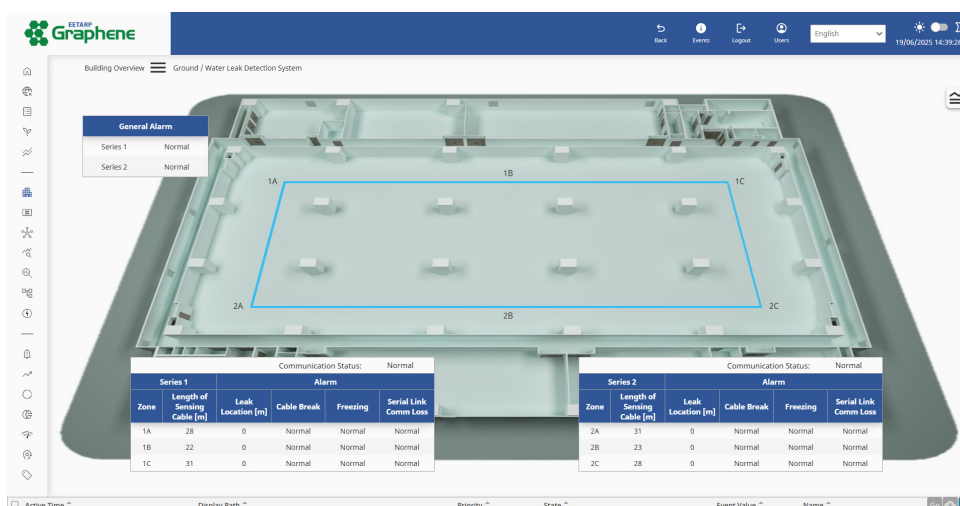 EETARP
Graphene
Back
Events
Logout
Users
English
19/06/2025 14:39:26
Building Overview
Ground / Water Leak Detection System
General Alarm
Series 1 Normal
Series 2 Normal
1A
1B
1C
2A
2B
2C
Communication Status: Normal
Series 1 Alarm
Zone Length of Sensing Cable [m] Leak Location [m] Cable Break Freezing Serial Link Comm Loss
1A 28 0 Normal Normal Normal
1B 22 0 Normal Normal Normal
1C 31 0 Normal Normal Normal
Communication Status: Normal
Series 2 Alarm
Zone Length of Sensing Cable [m] Leak Location [m] Cable Break Freezing Serial Link Comm Loss
2A 31 0 Normal Normal Normal
2B 23 0 Normal Normal Normal
2C 28 0 Normal Normal Normal
Active Time Display Path Priority State Event Value Name Go